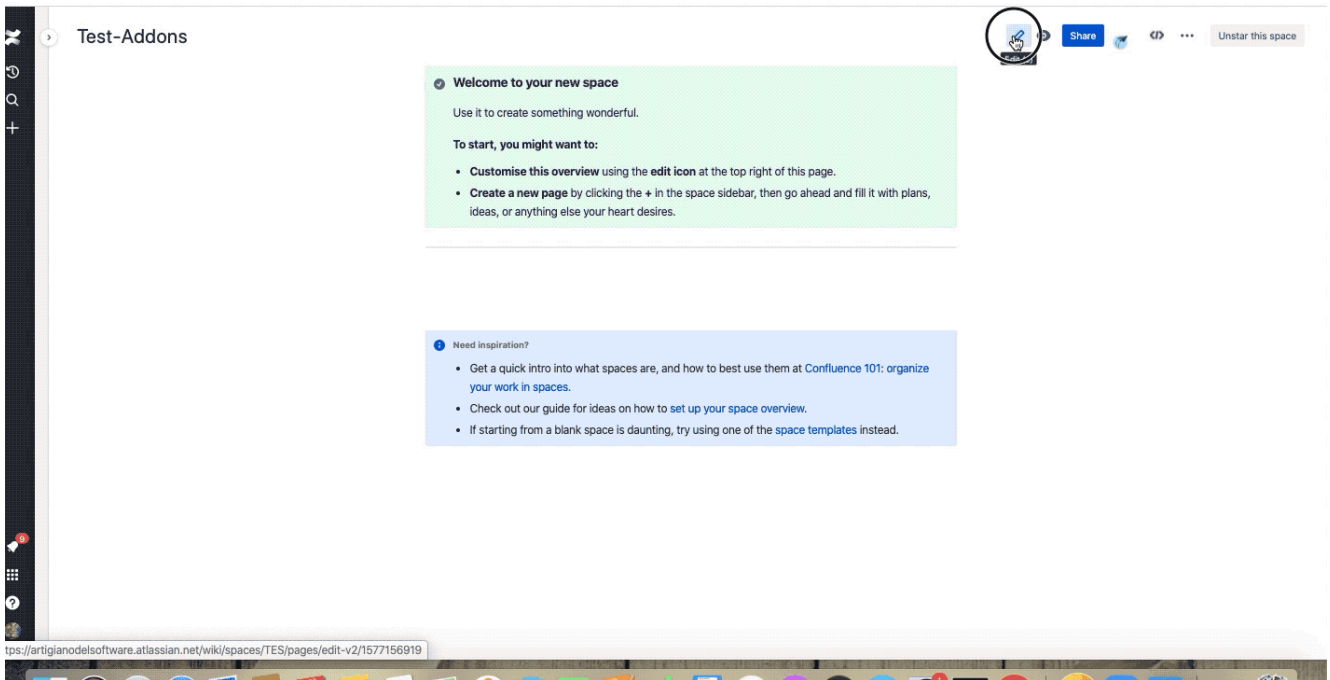 Test-Addons
Share
Unstar this space
Welcome to your new space
Use it to create something wonderful.
To start, you might want to:
• Customise this overview using the edit icon at the top right of this page.
• Create a new page by clicking the + in the space sidebar, then go ahead and fill it with plans,
ideas, or anything else your heart desires.
Need inspiration?
• Get a quick intro into what spaces are, and how to best use them at Confluence 101: organize
your work in spaces.
• Check out our guide for ideas on how to set up your space overview.
• If starting from a blank space is daunting, try using one of the space templates instead.
9
tps://artigianodelsoftware.atlassian.net/wiki/spaces/TES/pages/edit-v2/1577156919